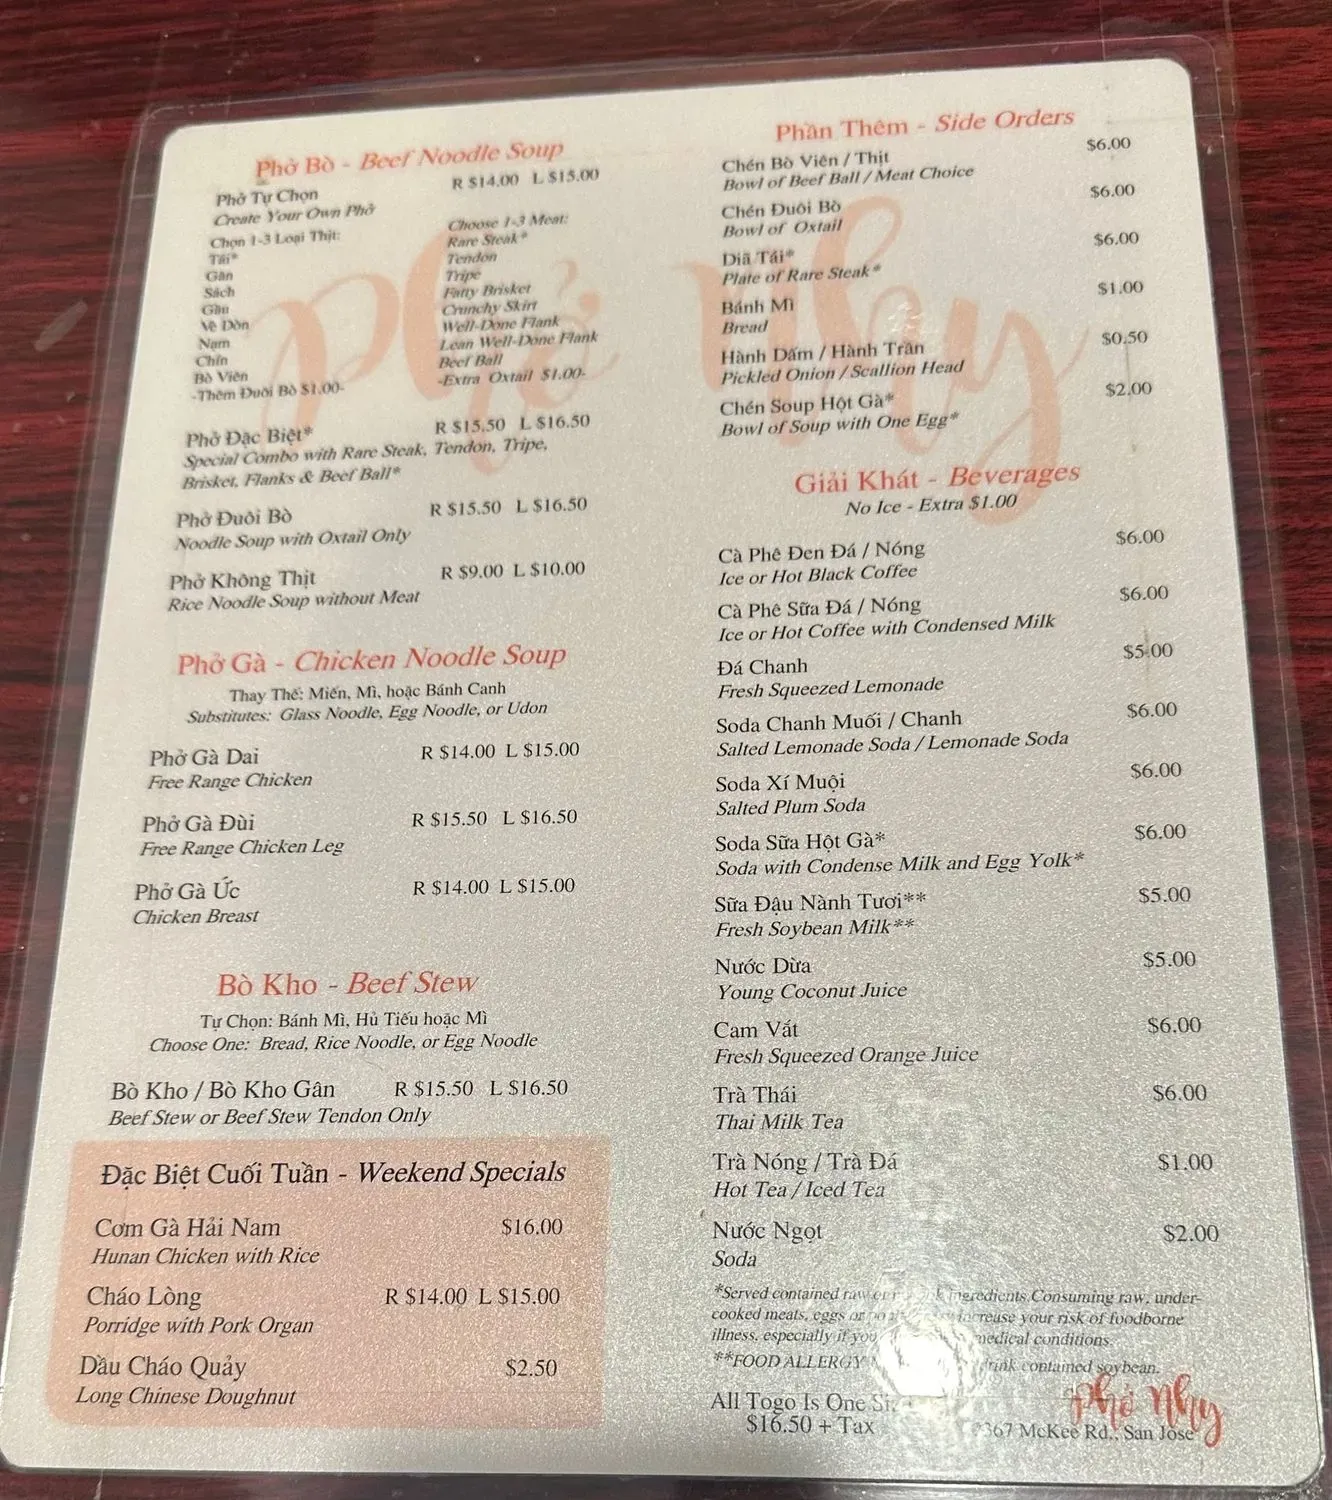 Phở Bò - Beef Noodle Soup
Phở Tự Chọn R $14.00 L $15.00
Create Your Own Phở
Chọn 1-3 Loại Thịt: Choose 1-3 Meat:
Tái* Rare Steak*
Gân Tendon
Sách Tripe
Gầu Fatty Brisket
Vè Dòn Crunchy Skirt
Nạm Well-Done Flank
Chín Lean Well-Done Flank
Bò Viên Beef Ball
-Thêm Đuôi Bò $1.00- -Extra Oxtail $1.00-
Phở Đặc Biệt* R $15.50 L $16.50
Special Combo with Rare Steak, Tendon, Tripe,
Brisket, Flanks & Beef Ball*
Phở Đuôi Bò R $15.50 L $16.50
Noodle Soup with Oxtail Only
Phở Không Thịt R $9.00 L $10.00
Rice Noodle Soup without Meat
Phở Gà - Chicken Noodle Soup
Thay Thế: Miến, Mì, hoặc Bánh Canh
Substitutes: Glass Noodle, Egg Noodle, or Udon
Phở Gà Dai R $14.00 L $15.00
Free Range Chicken
Phở Gà Đùi R $15.50 L $16.50
Free Range Chicken Leg
Phở Gà Ức R $14.00 L $15.00
Chicken Breast
Bò Kho - Beef Stew
Tự Chọn: Bánh Mì, Hủ Tiếu hoặc Mì
Choose One: Bread, Rice Noodle, or Egg Noodle
Bò Kho / Bò Kho Gân R $15.50 L $16.50
Beef Stew or Beef Stew Tendon Only
Đặc Biệt Cuối Tuần - Weekend Specials
Cơm Gà Hải Nam $16.00
Hunan Chicken with Rice
Cháo Lòng R $14.00 L $15.00
Porridge with Pork Organ
Dầu Cháo Quảy $2.50
Long Chinese Doughnut
Phở Nhy
Phần Thêm - Side Orders
Chén Bò Viên / Thịt $6.00
Bowl of Beef Ball / Meat Choice
Chén Đuôi Bò $6.00
Bowl of Oxtail
Diã Tái* $6.00
Plate of Rare Steak*
Bánh Mì $1.00
Bread
Hành Dấm / Hành Trần $0.50
Pickled Onion / Scallion Head
Chén Soup Hột Gà* $2.00
Bowl of Soup with One Egg*
Giải Khát - Beverages
No Ice - Extra $1.00
Cà Phê Đen Đá / Nóng $6.00
Ice or Hot Black Coffee
Cà Phê Sữa Đá / Nóng $6.00
Ice or Hot Coffee with Condensed Milk
Đá Chanh $5.00
Fresh Squeezed Lemonade
Soda Chanh Muối / Chanh $6.00
Salted Lemonade Soda / Lemonade Soda
Soda Xí Muội $6.00
Salted Plum Soda
Soda Sữa Hột Gà* $6.00
Soda with Condense Milk and Egg Yolk*
Sữa Đậu Nành Tươi** $5.00
Fresh Soybean Milk**
Nước Dừa $5.00
Young Coconut Juice
Cam Vắt $6.00
Fresh Squeezed Orange Juice
Trà Thái $6.00
Thai Milk Tea
Trà Nóng / Trà Đá $1.00
Hot Tea / Iced Tea
Nước Ngọt $2.00
Soda
*Served contained raw ingredients.Consuming raw, under-
cooked meats, eggs or increase your risk of foodborne
illness, especially if you medical conditions.
**FOOD ALLERGY contained soybean.
All Togo Is One
$16.50 + Tax
Phở Nhy
McKee Rd., San Jose